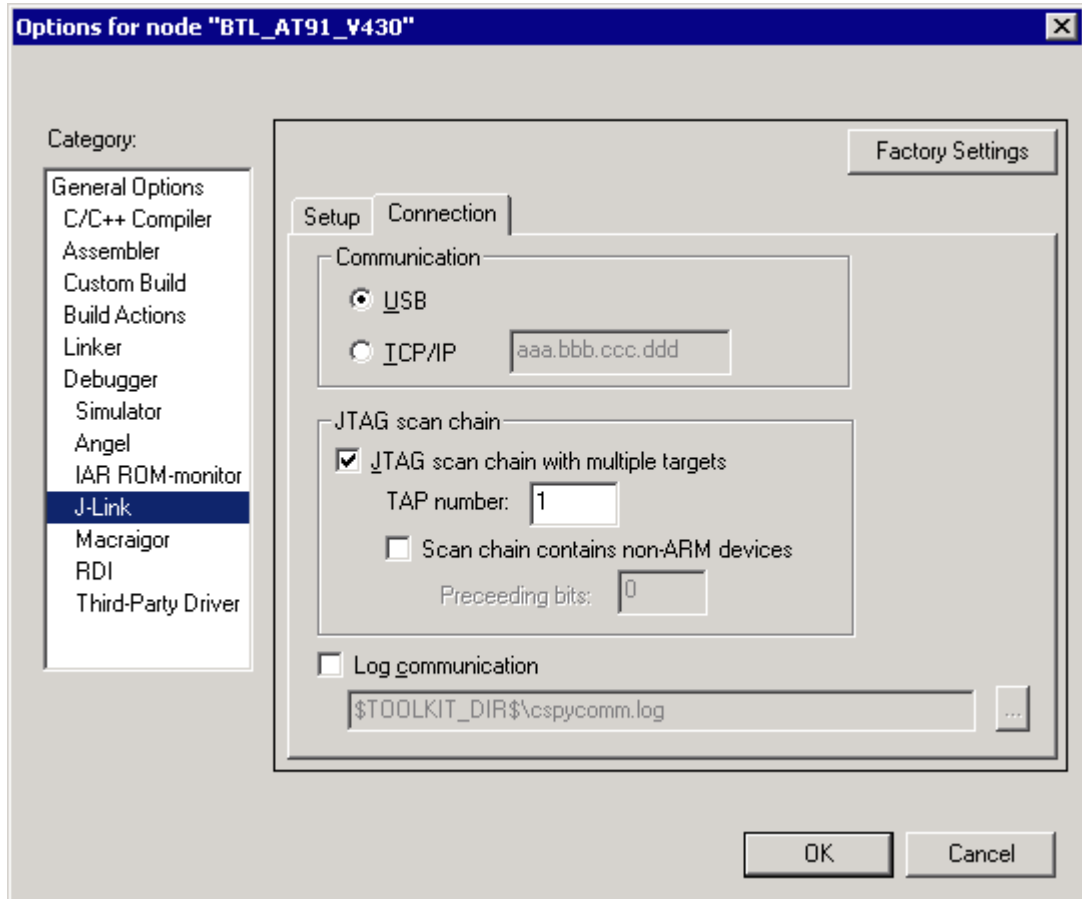 Options for node "BTL_AT91_V430"
Category:
General Options
C/C++ Compiler
Assembler
Custom Build
Build Actions
Linker
Debugger
Simulator
Angel
IAR ROM-monitor
J-Link
Macraigor
RDI
Third-Party Driver
Factory Settings
Setup Connection
Communication
USB
TCP/IP aaa.bbb.ccc.ddd
JTAG scan chain
JTAG scan chain with multiple targets
TAP number: 1
Scan chain contains non-ARM devices
Preceeding bits: 0
Log communication
$TOOLKIT_DIR$\cspycomm.log ...
OK Cancel